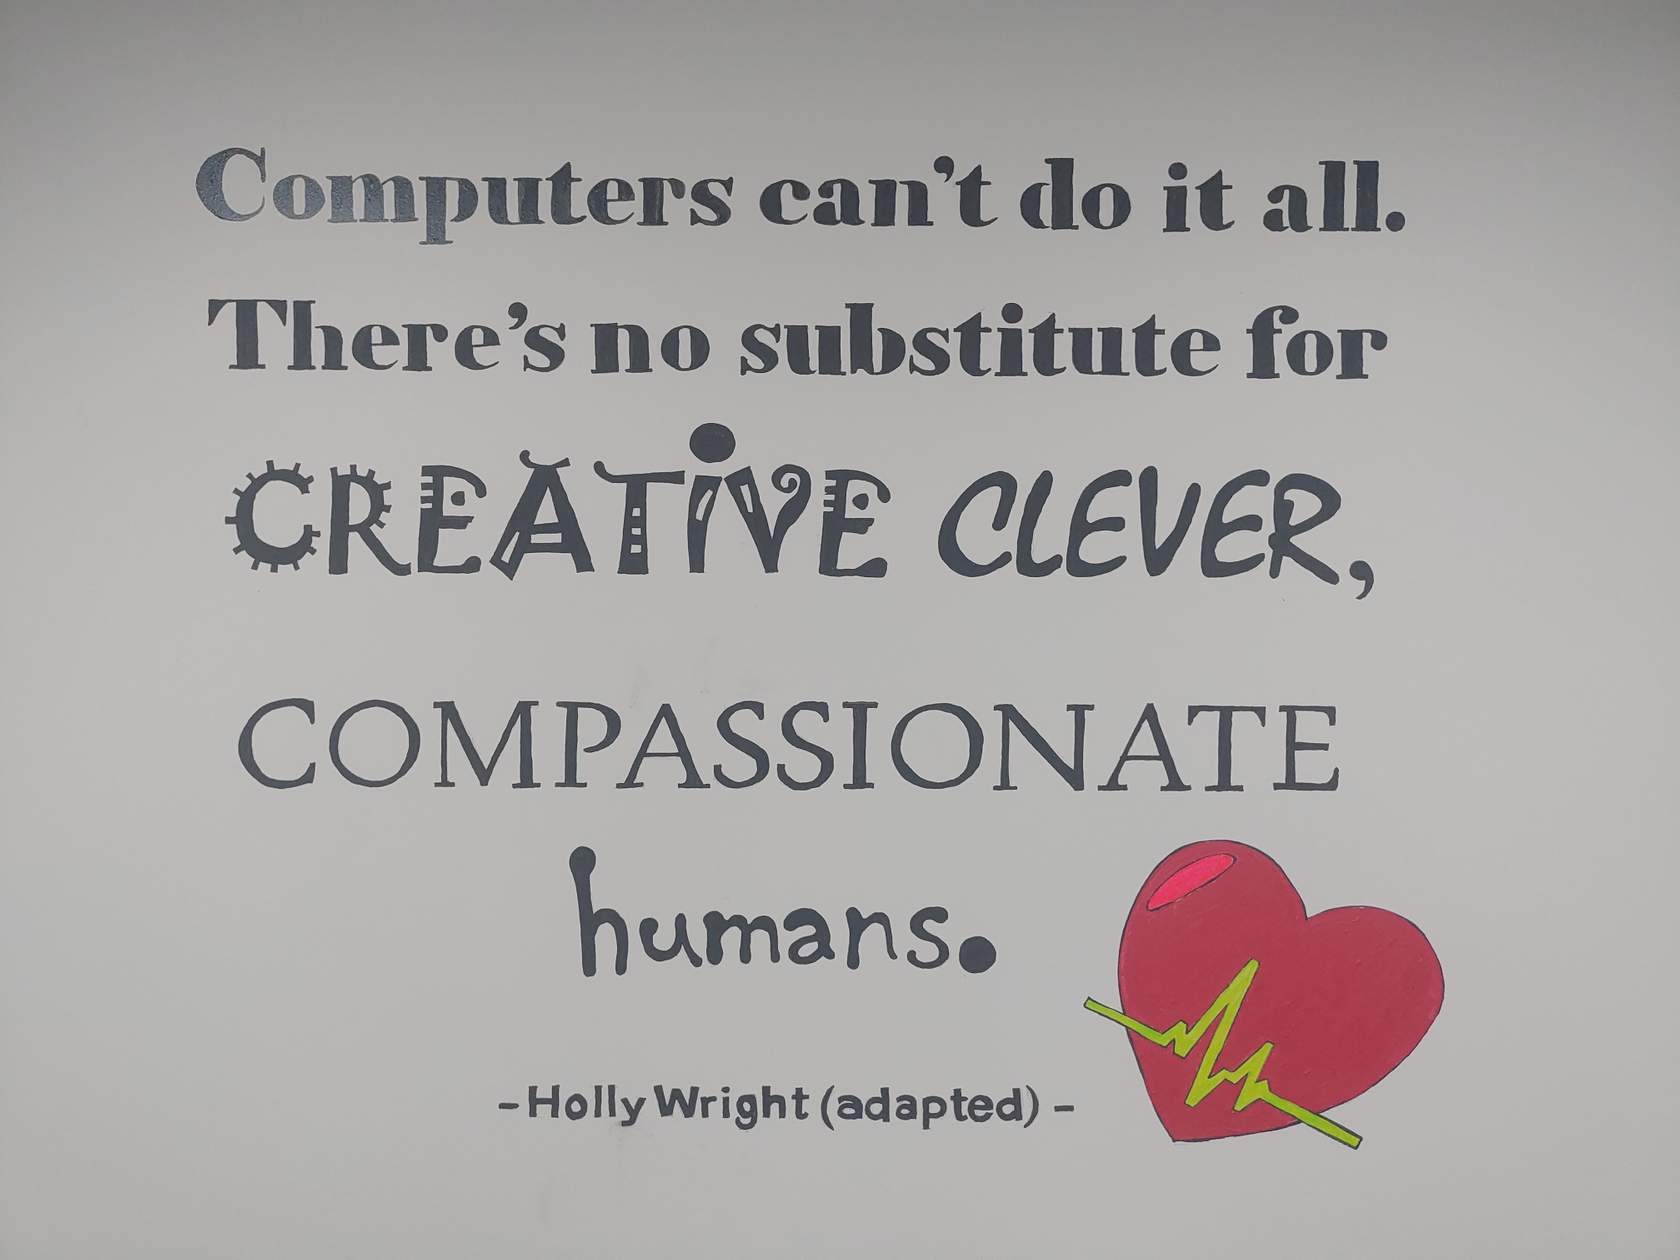 Computers can't do it all.
There's no substitute for
CREATiVE CLEVER,
COMPASSIONATE
humans.
-Holly Wright (adapted) -